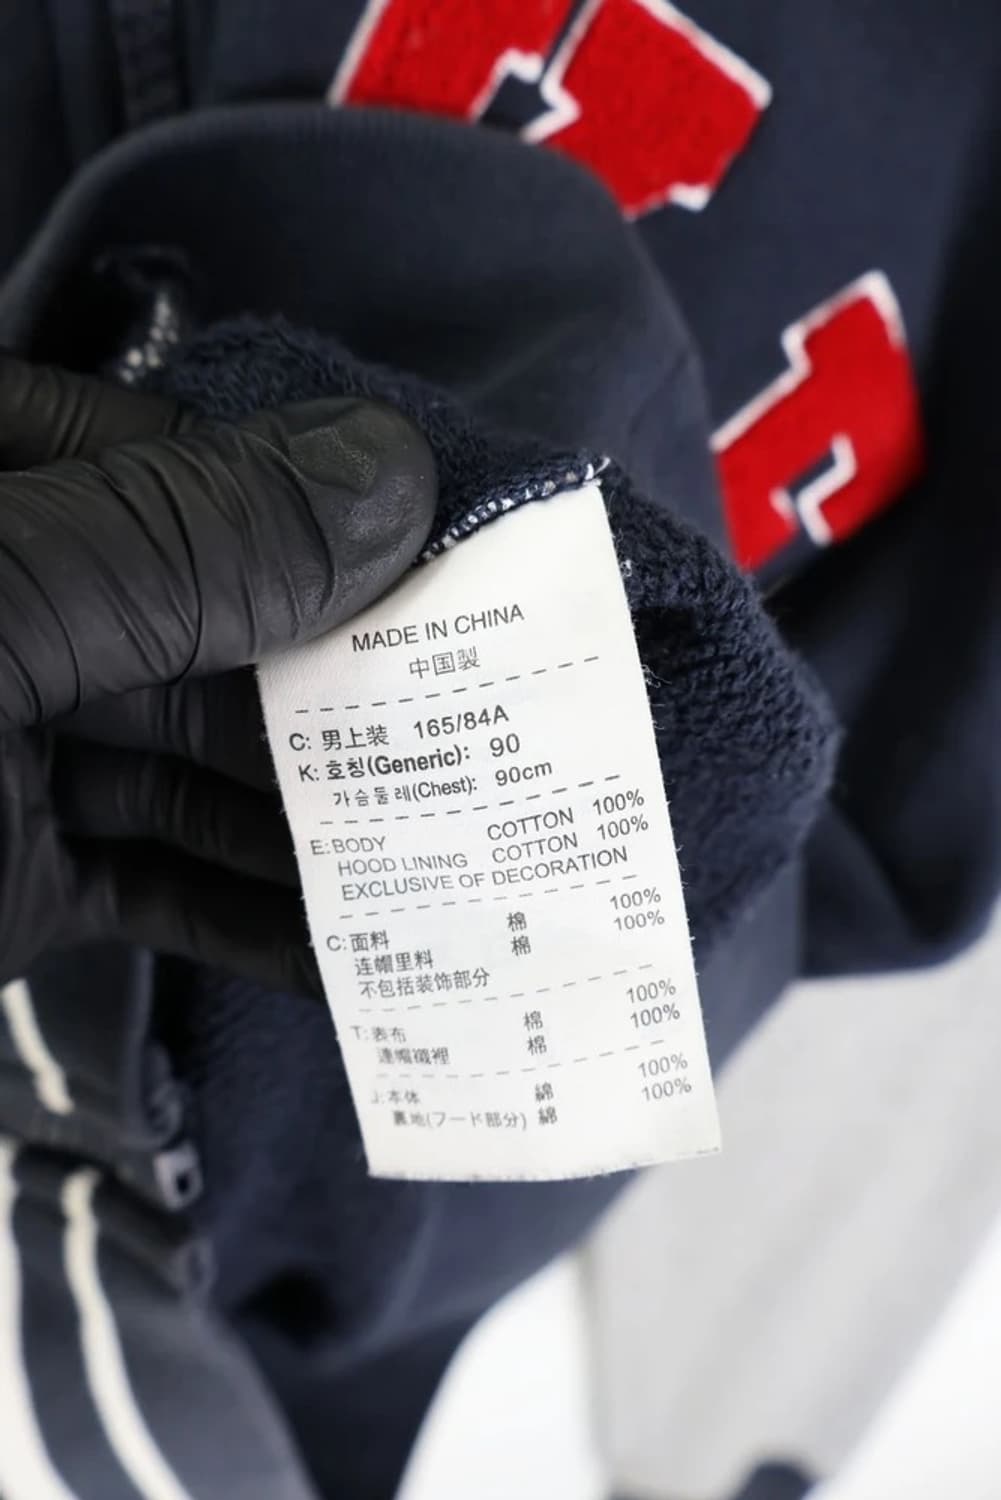 MADE IN CHINA
中国製
C: 男上装 165/84A
K: 호칭(Generic): 90
가슴둘레(Chest): 90cm
E: BODY COTTON 100%
HOOD LINING COTTON 100%
EXCLUSIVE OF DECORATION
C: 面料 棉 100%
连帽里料 棉 100%
不包括装饰部分
T: 表布 棉 100%
連帽襯裡 棉 100%
J: 本体 綿 100%
裏地(フード部分) 綿 100%